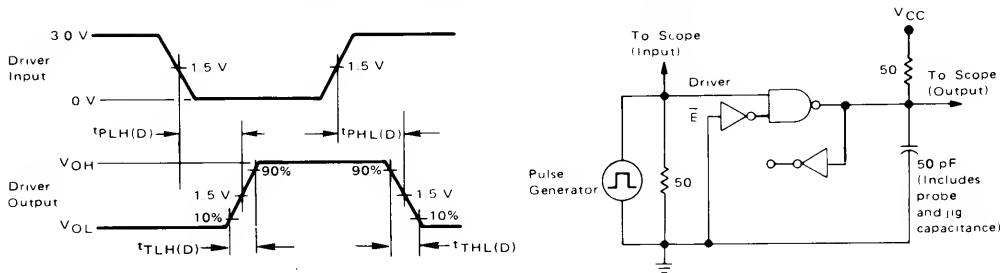 3.0 V
Driver
Input
1.5 V
1.5 V
0 V
tPLH(D)
tPHL(D)
VOH
Driver
Output
VOL
90%
90%
1.5 V
1.5 V
10%
10%
tTLH(D)
tTHL(D)
To Scope
(Input)
VCC
50
To Scope
(Output)
Driver
E
Pulse
Generator
50
50 pF
(Includes
probe
and jig
capacitance)